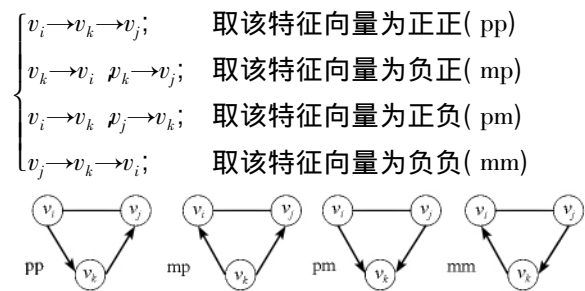 v_i→v_k→v_j; 取该特征向量为正正( pp)
v_k→v_i ,v_k→v_j; 取该特征向量为负正( mp)
v_i→v_k ,v_j→v_k; 取该特征向量为正负( pm)
v_j→v_k→v_i; 取该特征向量为负负( mm)
v_i v_j v_i v_j v_i v_j v_i v_j
pp mp pm mm
v_k v_k v_k v_k